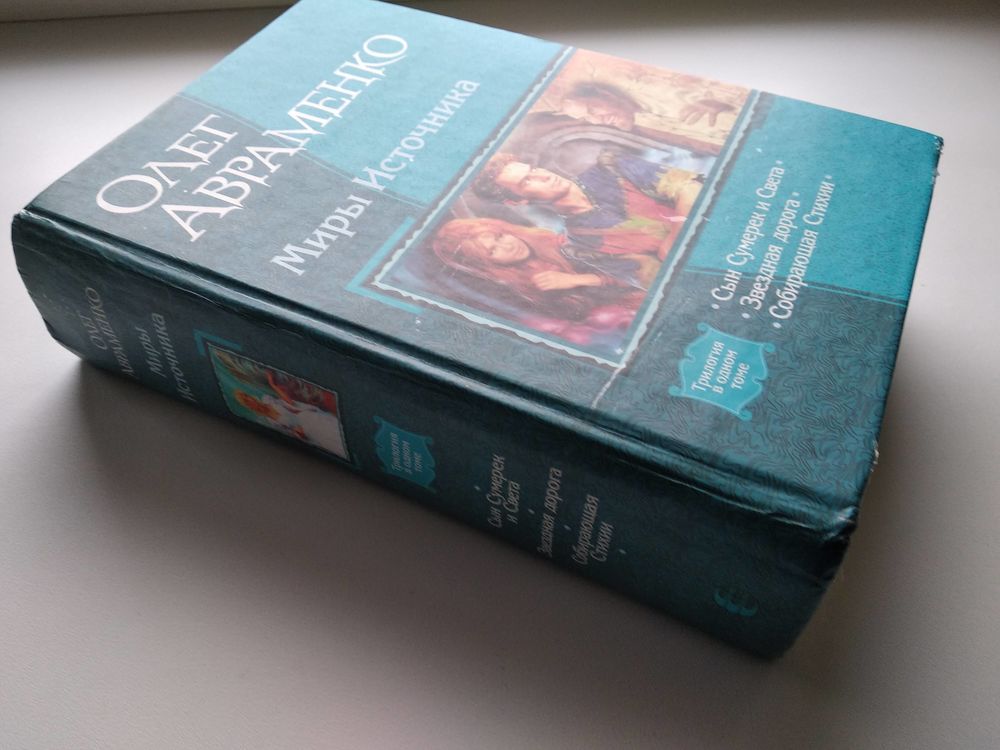 ОЛЕГ
АВРАМЕНКО
Миры Источника
• Сын Сумерек и Света •
• Звездная дорога •
• Собирающая Стихии •
Трилогия
в одном
томе
ОЛЕГ
АВРАМЕНКО
Миры
Источника
Трилогия
в одном
томе
•
Сын Сумерек
и Света
•
Звездная дорога
•
Собирающая
Стихии
•